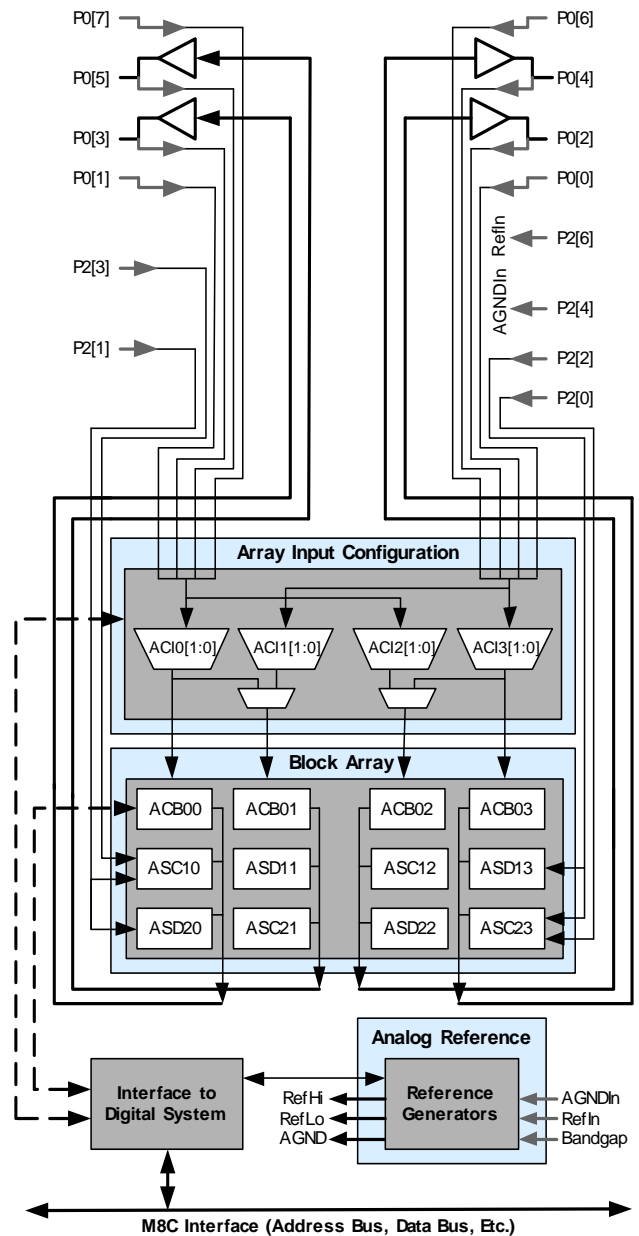 P0[7]
P0[6]
P0[5]
P0[4]
P0[3]
P0[2]
P0[1]
P0[0]
P2[6]
RefIn
P2[3]
P2[4]
AGNDIn
P2[1]
P2[2]
P2[0]
Array Input Configuration
ACI0[1:0] ACI1[1:0] ACI2[1:0] ACI3[1:0]
Block Array
ACB00 ACB01 ACB02 ACB03
ASC10 ASD11 ASC12 ASD13
ASD20 ASC21 ASD22 ASC23
Analog Reference
Interface to
Digital System
RefHi
RefLo
AGND
Reference
Generators
AGNDIn
RefIn
Bandgap
M8C Interface (Address Bus, Data Bus, Etc.)